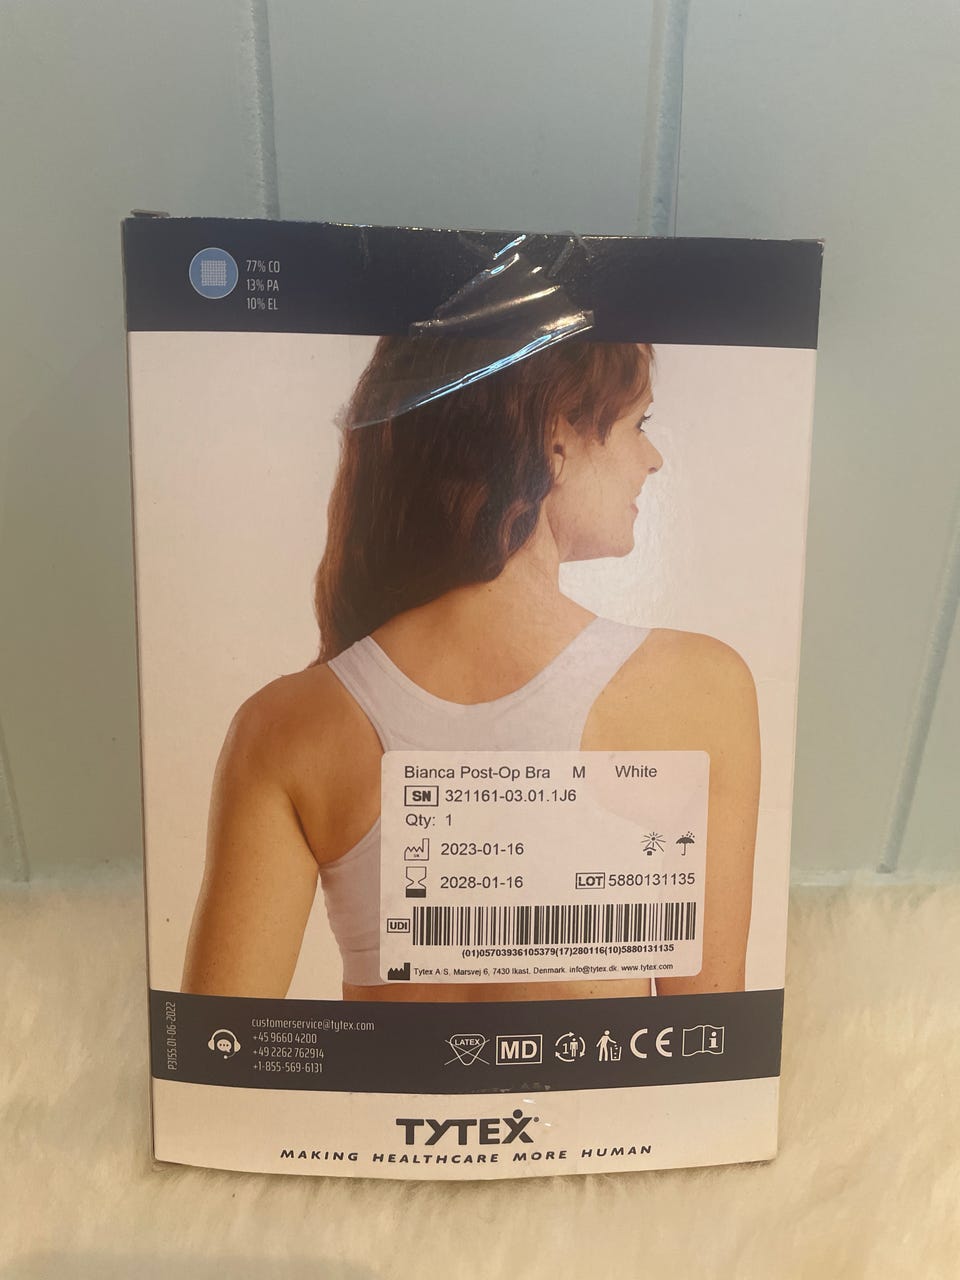 77% CO
13% PA
10% EL
Bianca Post-Op Bra M White
SN 321161-03.01.1J6
Qty: 1
2023-01-16
2028-01-16
LOT 5880131135
UDI
(01)05703936105379(17)280116(10)5880131135
Tytex A/S, Marsvej 6, 7430 Ikast, Denmark. info@tytex.dk. www.tytex.com
P3155.01-06-2022
customerservice@tytex.com
+45 9660 4200
+49 2262 762914
+1-855-569-6131
LATEX
MD
1
CE
i
TYTEX
MAKING HEALTHCARE MORE HUMAN